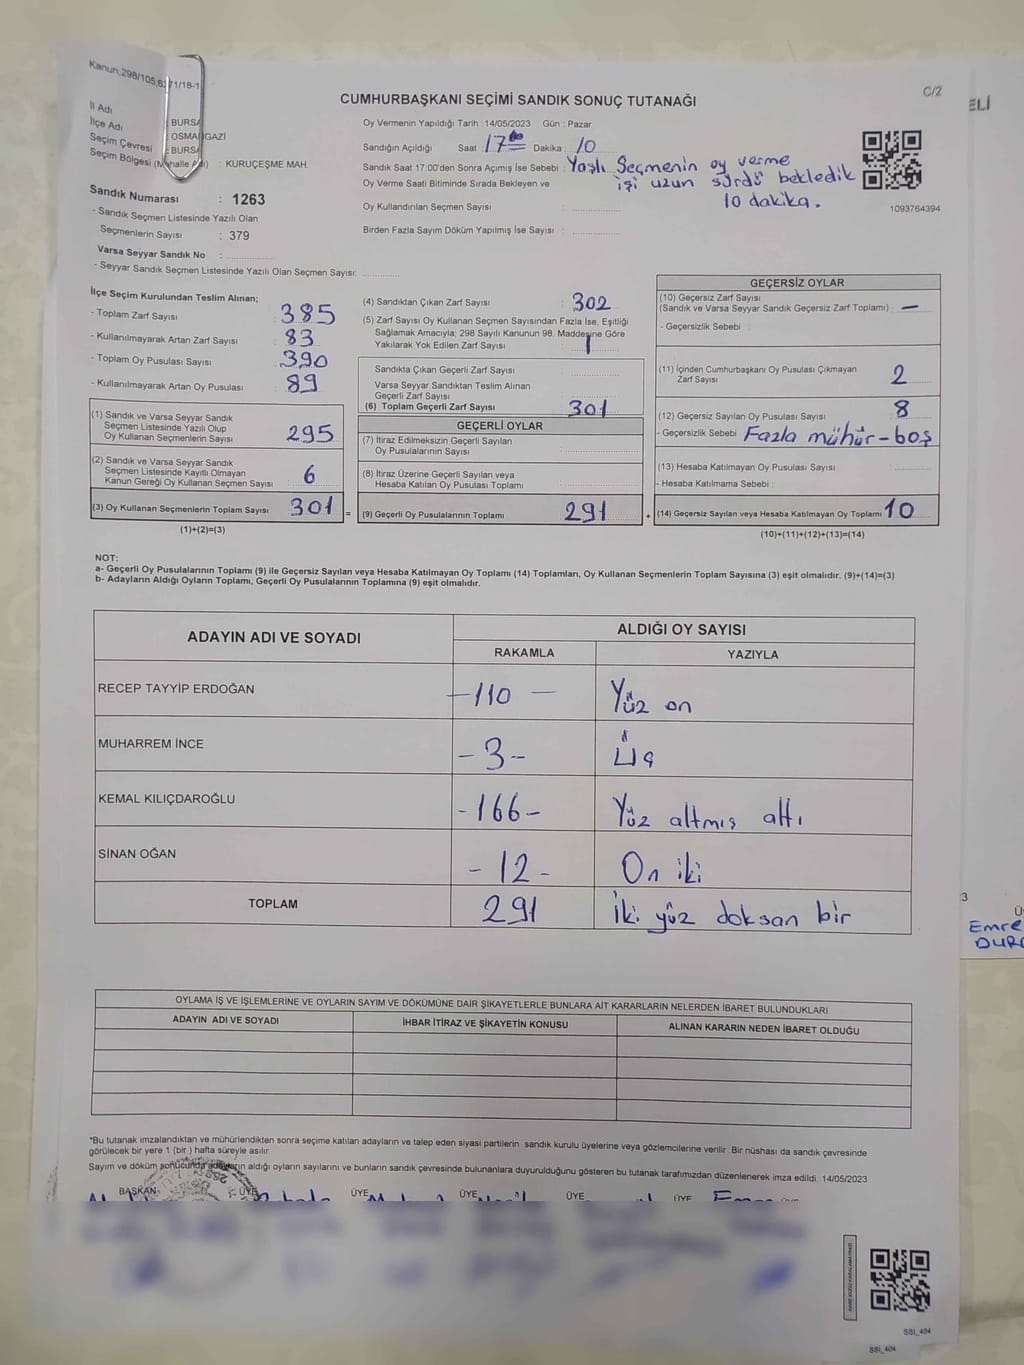 Kanun:298/105,6271/18-1
C/2
ELİ
CUMHURBAŞKANI SEÇİMİ SANDIK SONUÇ TUTANAĞI
İl Adı : BURSA
İlçe Adı : OSMANGAZİ
Seçim Çevresi : BURSA
Seçim Bölgesi (Mahalle Adı) : KURUÇEŞME MAH.
Sandık Numarası : 1263
- Sandık Seçmen Listesinde Yazılı Olan
Seçmenlerin Sayısı : 379
Varsa Seyyar Sandık No :
- Seyyar Sandık Seçmen Listesinde Yazılı Olan Seçmen Sayısı:
Oy Vermenin Yapıldığı Tarih :14/05/2023 Gün : Pazar
Sandığın Açıldığı Saat 17:00 Dakika : 10
Sandık Saat 17:00'den Sonra Açımış İse Sebebi : Yaşlı Seçmenin oy verme
işi uzun sürdü bekledik
10 dakika.
Oy Verme Saati Bitiminde Sırada Bekleyen ve
Oy Kullandırılan Seçmen Sayısı :
Birden Fazla Sayım Döküm Yapılmış İse Sayısı :
1093764394
İlçe Seçim Kurulundan Teslim Alınan;
- Toplam Zarf Sayısı : 385
- Kullanılmayarak Artan Zarf Sayısı : 83
- Toplam Oy Pusulası Sayısı : 390
- Kullanılmayarak Artan Oy Pusulası : 89
(1) Sandık ve Varsa Seyyar Sandık
Seçmen Listesinde Yazılı Olup
Oy Kullanan Seçmenlerin Sayısı : 295
(2) Sandık ve Varsa Seyyar Sandık
Seçmen Listesinde Kayıtlı Olmayan
Kanun Gereği Oy Kullanan Seçmen Sayısı : 6
(3) Oy Kullanan Seçmenlerin Toplam Sayısı : 301
(1)+(2)=(3)
=
(4) Sandıktan Çıkan Zarf Sayısı : 302
(5) Zarf Sayısı Oy Kullanan Seçmen Sayısından Fazla İse, Eşitliği
Sağlamak Amacıyla; 298 Sayılı Kanunun 98. Maddesine Göre
Yakılarak Yok Edilen Zarf Sayısı : 1
Sandıkta Çıkan Geçerli Zarf Sayısı :
Varsa Seyyar Sandıktan Teslim Alınan
Geçerli Zarf Sayısı :
(6) Toplam Geçerli Zarf Sayısı : 301
GEÇERLİ OYLAR
(7) İtiraz Edilmeksizin Geçerli Sayılan
Oy Pusulalarının Sayısı :
(8) İtiraz Üzerine Geçerli Sayılan veya
Hesaba Katılan Oy Pusulası Toplamı :
(9) Geçerli Oy Pusulalarının Toplamı : 291
+
GEÇERSİZ OYLAR
(10) Geçersiz Zarf Sayısı
(Sandık ve Varsa Seyyar Sandık Geçersiz Zarf Toplamı) : —
- Geçersizlik Sebebi :
(11) İçinden Cumhurbaşkanı Oy Pusulası Çıkmayan
Zarf Sayısı : 2
(12) Geçersiz Sayılan Oy Pusulası Sayısı : 8
- Geçersizlik Sebebi : Fazla mühür-boş
(13) Hesaba Katılmayan Oy Pusulası Sayısı :
- Hesaba Katılmama Sebebi :
(14) Geçersiz Sayılan veya Hesaba Katılmayan Oy Toplamı : 10
(10)+(11)+(12)+(13)=(14)
NOT:
a- Geçerli Oy Pusulalarının Toplamı (9) ile Geçersiz Sayılan veya Hesaba Katılmayan Oy Toplamı (14) Toplamları, Oy Kullanan Seçmenlerin Toplam Sayısına (3) eşit olmalıdır. (9)+(14)=(3)
b- Adayların Aldığı Oyların Toplamı, Geçerli Oy Pusulalarının Toplamına (9) eşit olmalıdır.
ADAYIN ADI VE SOYADI
ALDIĞI OY SAYISI
RAKAMLA YAZIYLA
RECEP TAYYİP ERDOĞAN -110- Yüz on
MUHARREM İNCE -3- Üç
KEMAL KILIÇDAROĞLU -166- Yüz altmış altı
SİNAN OĞAN -12- On iki
TOPLAM 291 İki yüz doksan bir
Emre
OYLAMA İŞ VE İŞLEMLERİNE VE OYLARIN SAYIM VE DÖKÜMÜNE DAİR ŞİKAYETLERLE BUNLARA AİT KARARLARIN NELERDEN İBARET BULUNDUKLARI
ADAYIN ADI VE SOYADI İHBAR İTİRAZ VE ŞİKAYETİN KONUSU ALINAN KARARIN NEDEN İBARET OLDUĞU
*Bu tutanak imzalandıktan ve mühürlendikten sonra seçime katılan adayların ve talep eden siyasi partilerin sandık kurulu üyelerine veya gözlemcilerine verilir. Bir nüshası da sandık çevresinde
görülecek bir yere 1 (bir ) hafta süreyle asılır.
Sayım ve döküm sonucunda adayların aldığı oyların sayılarını ve bunların sandık çevresinde bulunanlara duyurulduğunu gösteren bu tutanak tarafımızdan düzenlenerek imza edildi. 14/05/2023
BAŞKAN ÜYE ÜYE ÜYE ÜYE ÜYE ÜYE
SSI_404
SSI_404